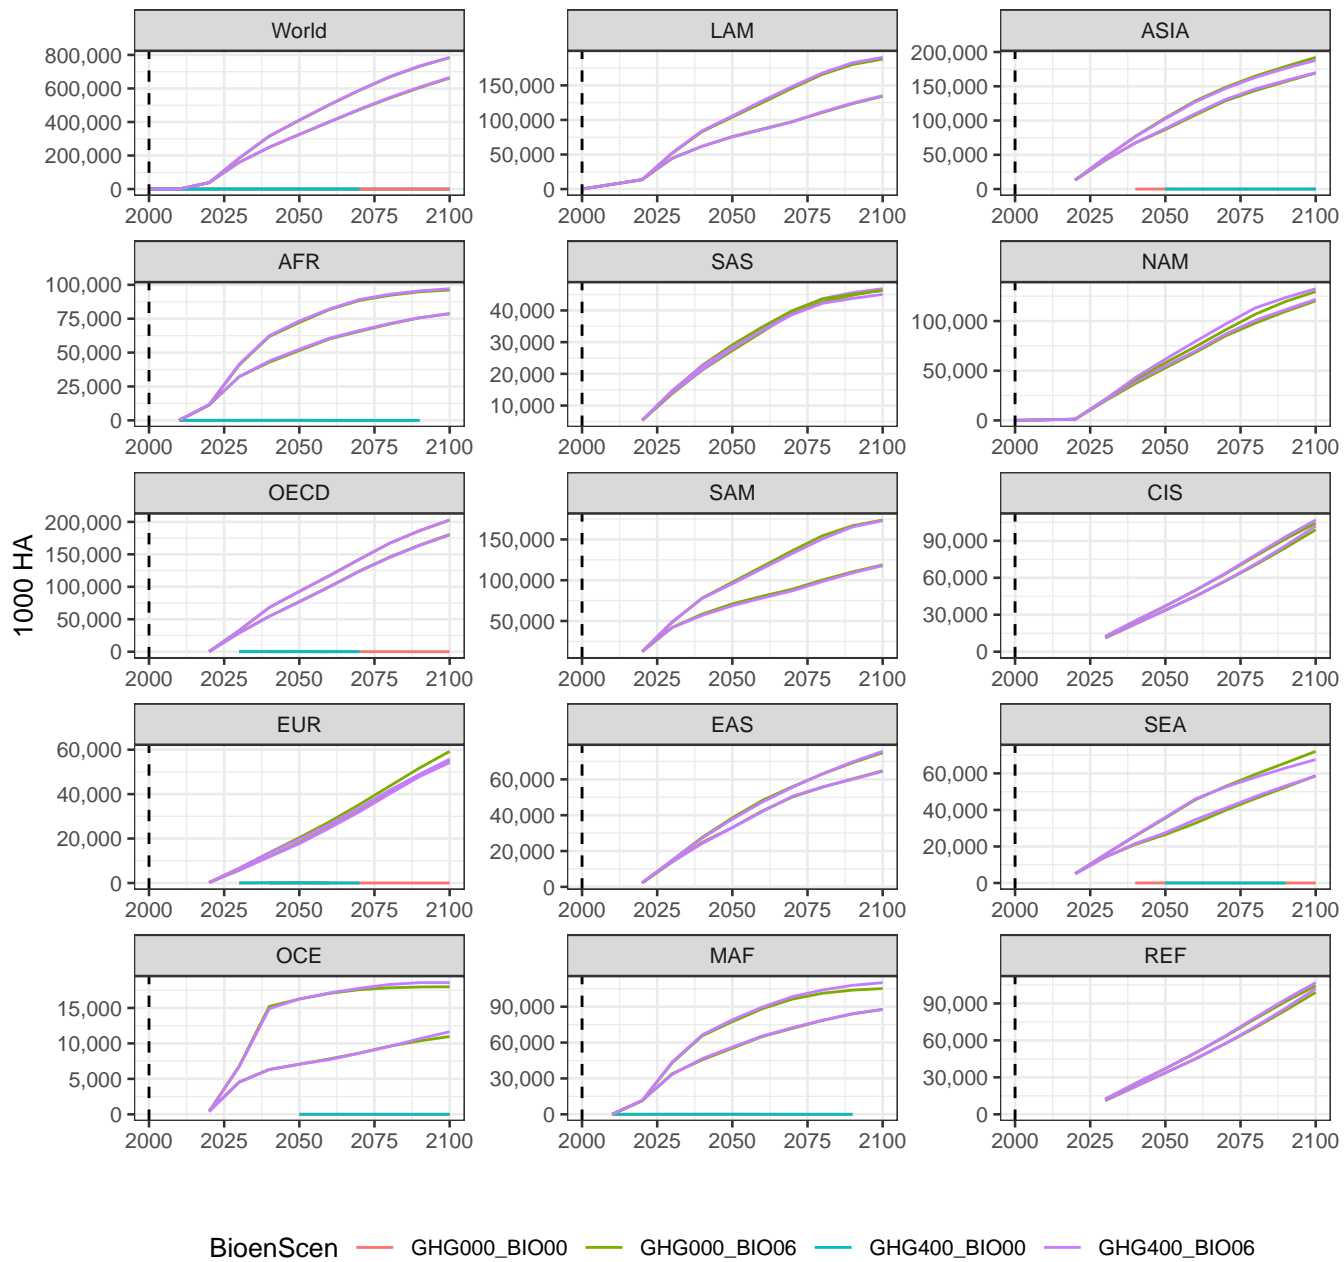 World
LAM
ASIA
800,000
600,000
400,000
200,000
0
150,000
100,000
50,000
0
200,000
150,000
100,000
50,000
0
2000 2025 2050 2075 2100
2000 2025 2050 2075 2100
2000 2025 2050 2075 2100
AFR
SAS
NAM
100,000
75,000
50,000
25,000
0
40,000
30,000
20,000
10,000
100,000
50,000
0
2000 2025 2050 2075 2100
2000 2025 2050 2075 2100
2000 2025 2050 2075 2100
OECD
SAM
CIS
1000 HA
200,000
150,000
100,000
50,000
0
150,000
100,000
50,000
90,000
60,000
30,000
0
2000 2025 2050 2075 2100
2000 2025 2050 2075 2100
2000 2025 2050 2075 2100
EUR
EAS
SEA
60,000
40,000
20,000
0
60,000
40,000
20,000
0
60,000
40,000
20,000
0
2000 2025 2050 2075 2100
2000 2025 2050 2075 2100
2000 2025 2050 2075 2100
OCE
MAF
REF
15,000
10,000
5,000
0
90,000
60,000
30,000
0
90,000
60,000
30,000
0
2000 2025 2050 2075 2100
2000 2025 2050 2075 2100
2000 2025 2050 2075 2100
BioenScen GHG000_BIO00 GHG000_BIO06 GHG400_BIO00 GHG400_BIO06